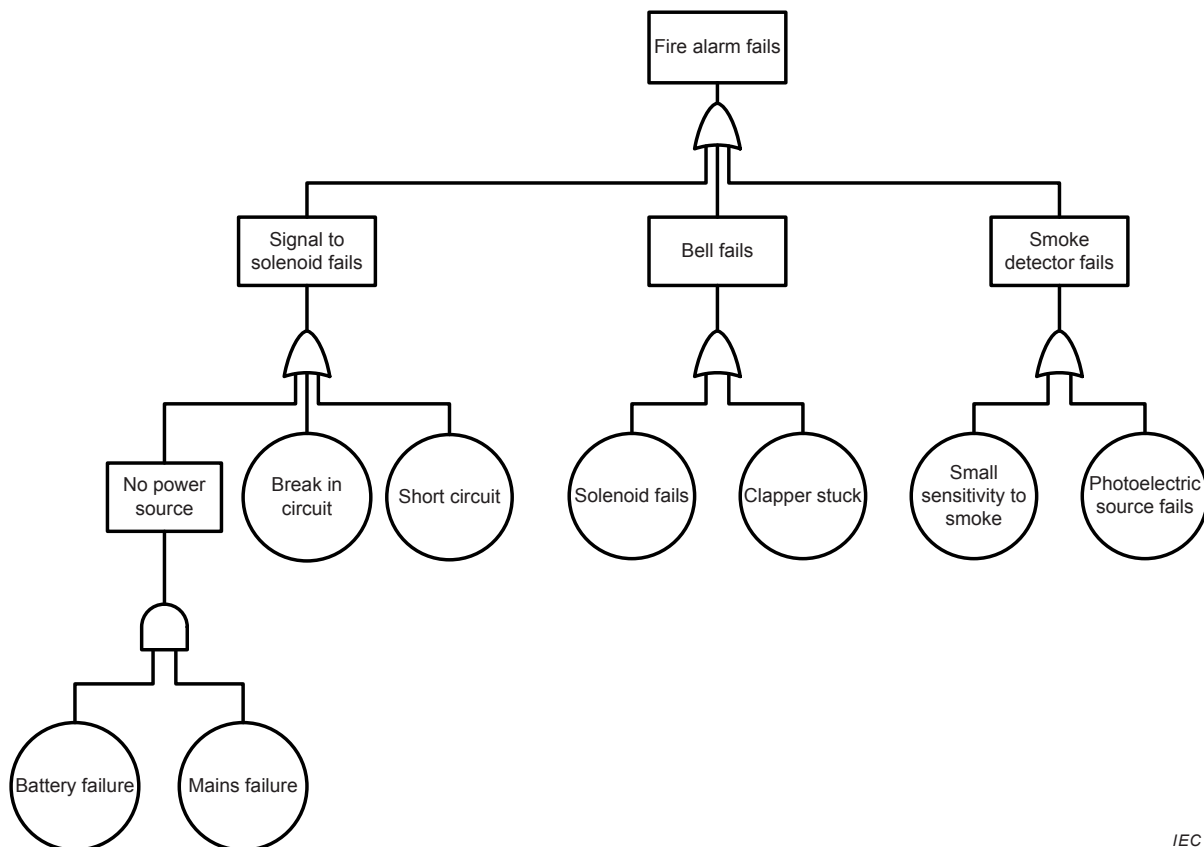 Fire alarm fails
Signal to
solenoid fails
Bell fails
Smoke
detector fails
No power
source
Break in
circuit
Short circuit
Solenoid fails
Clapper stuck
Small
sensitivity to
smoke
Photoelectric
source fails
Battery failure
Mains failure
IEC